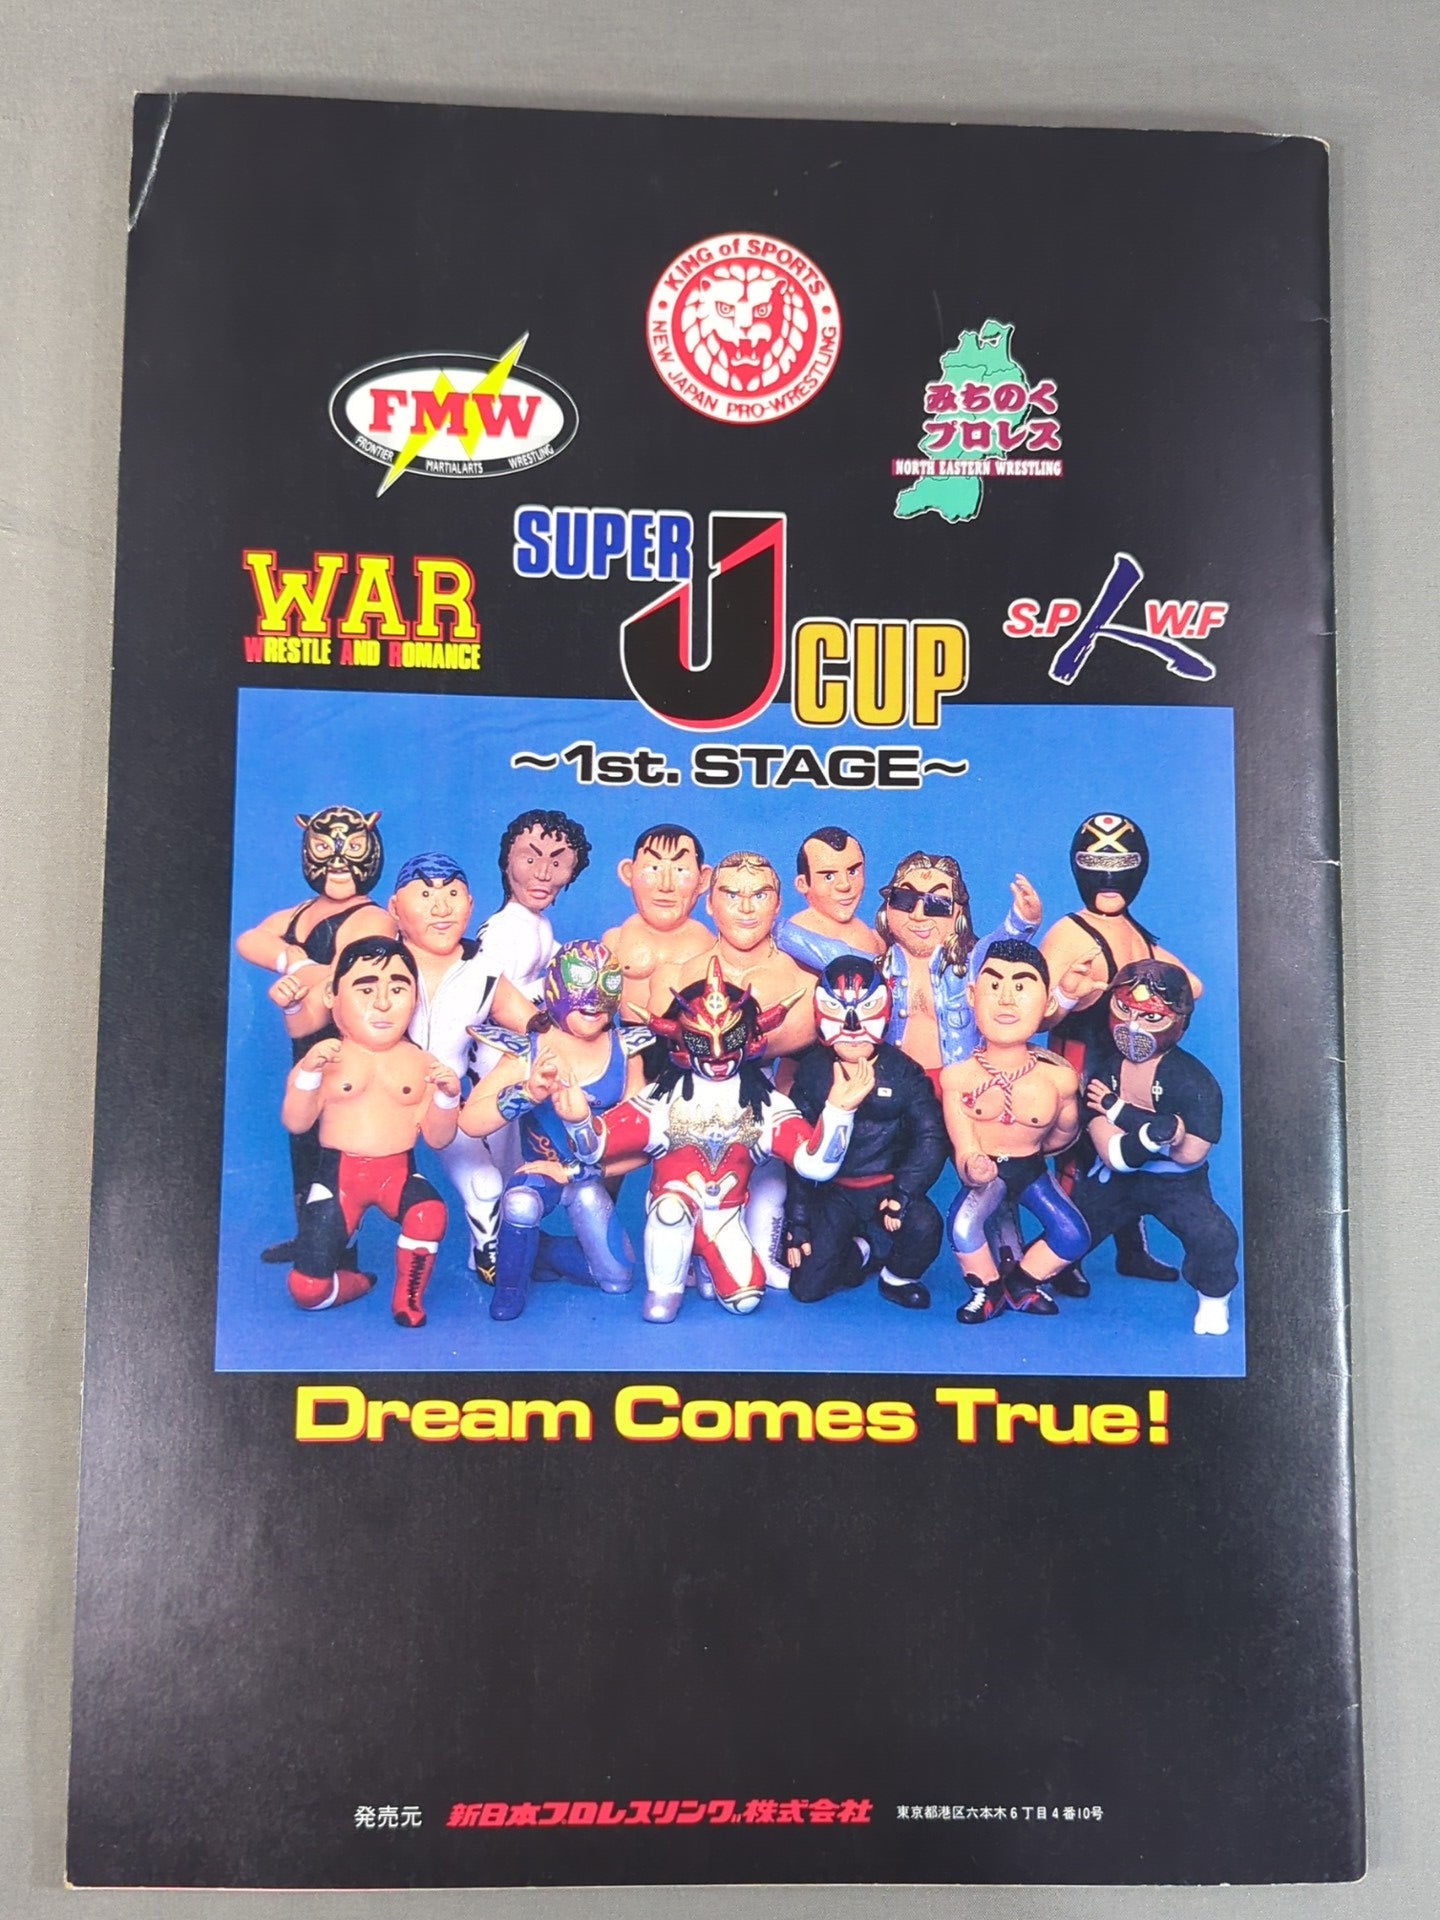 KING of SPORTS
NEW JAPAN PRO-WRESTLING
FMW
FRONTIER MARTIALARTS WRESTLING
みちのく
プロレス
NORTH EASTERN WRESTLING
SUPER J CUP
WAR
WRESTLE AND ROMANCE
S.P人W.F
~1st. STAGE~
Dream Comes True!
発売元 新日本プロレスリング株式会社 東京都港区六本木6丁目4番10号